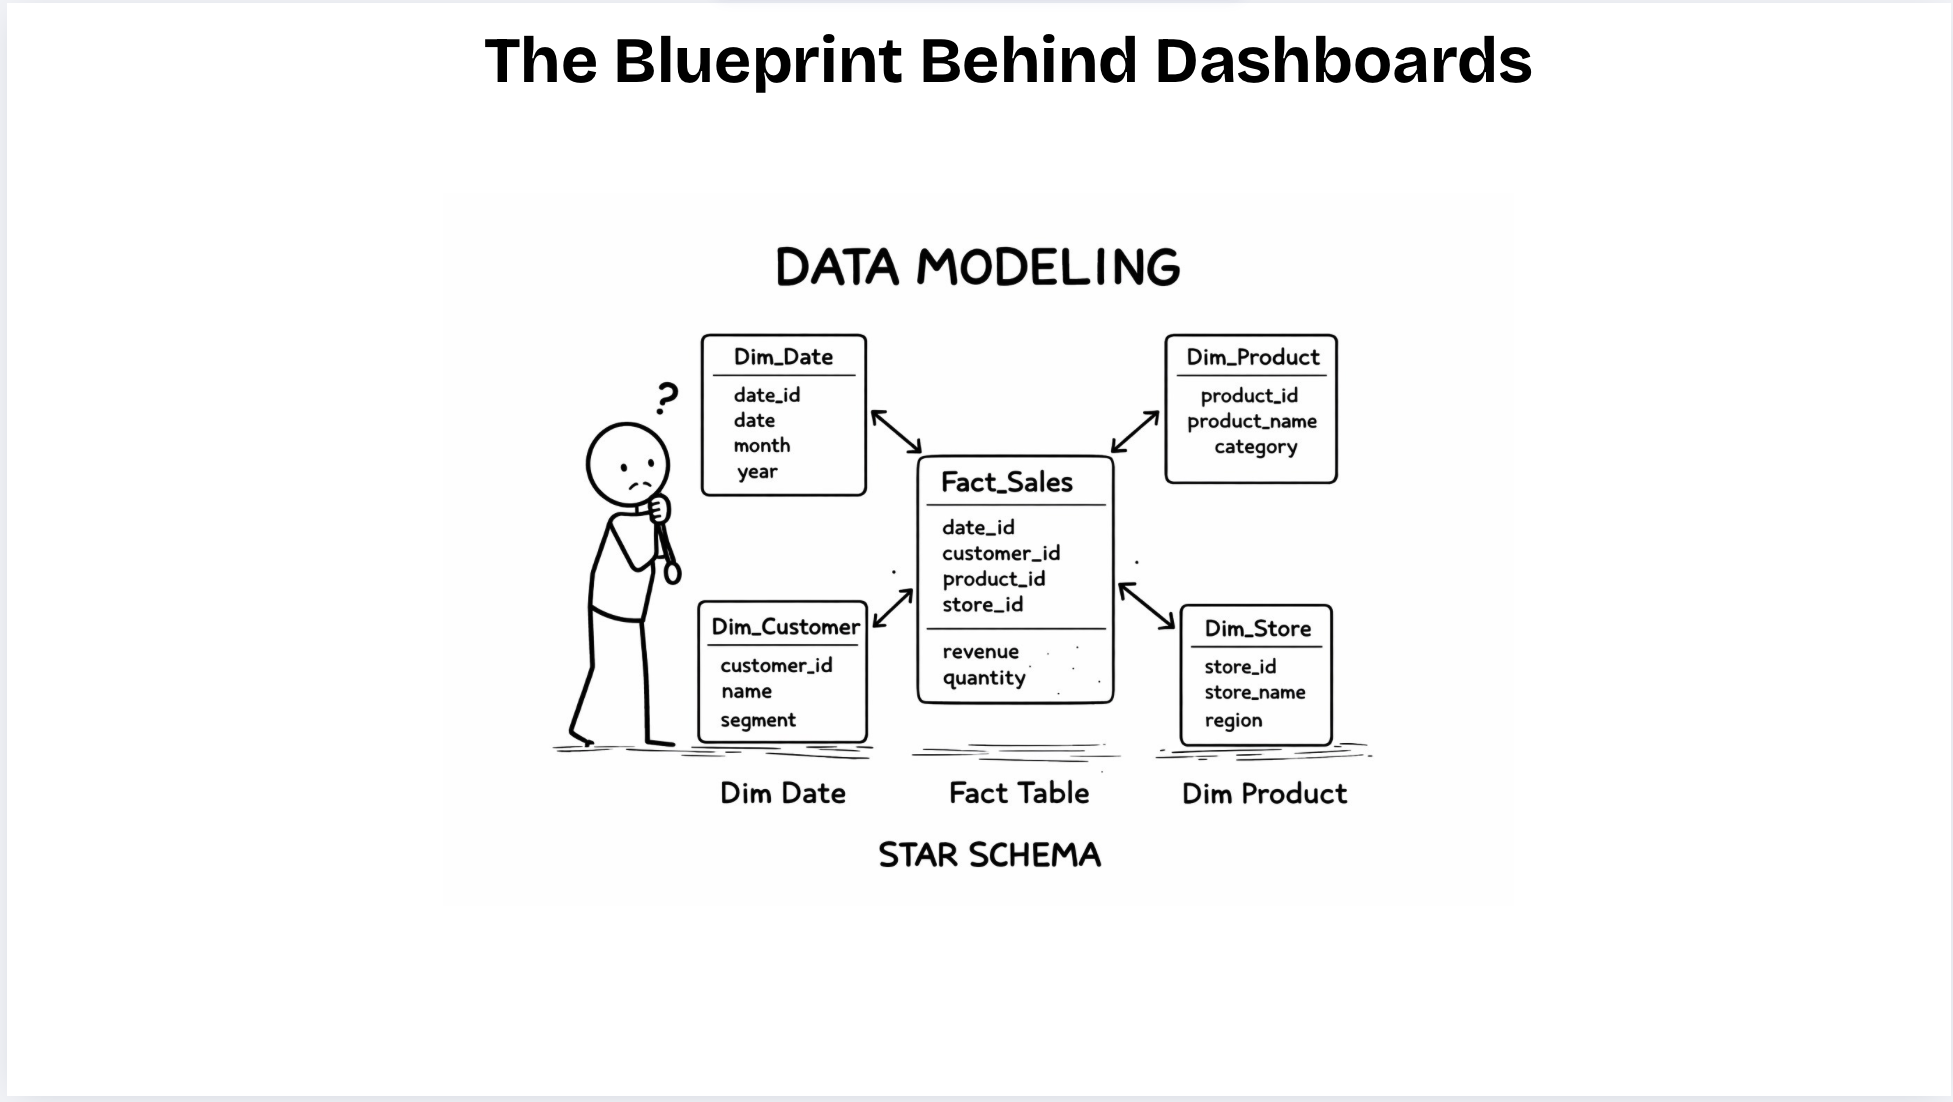 The Blueprint Behind Dashboards
DATA MODELING
?
Dim_Date
date_id
date
month
year
Dim_Product
product_id
product_name
category
Fact_Sales
date_id
customer_id
product_id
store_id
revenue
quantity
Dim_Customer
customer_id
name
segment
Dim_Store
store_id
store_name
region
Dim Date
Fact Table
Dim Product
STAR SCHEMA